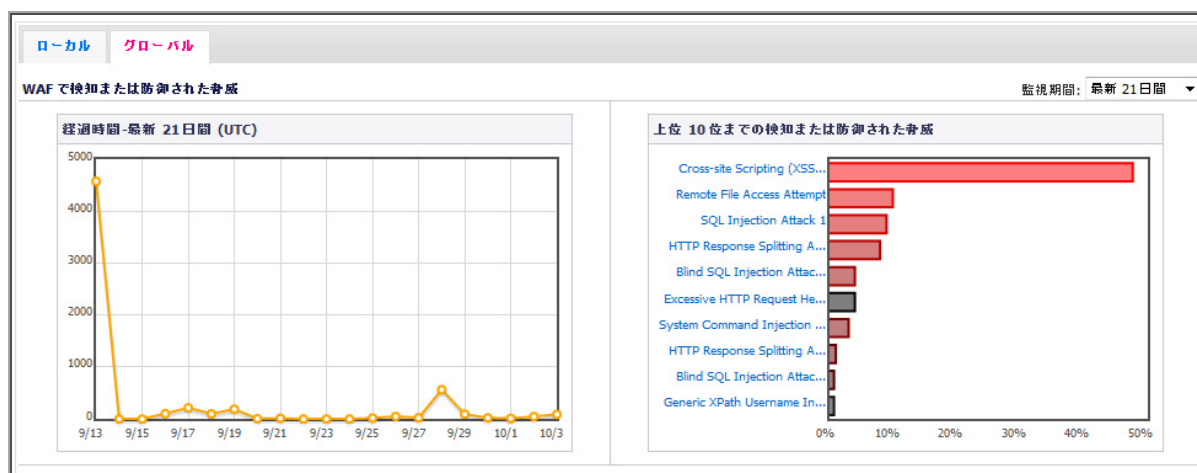 ローカル グローバル
WAF で検知または防御された脅威 監視期間: 最新 21日間
経過時間-最新 21日間 (UTC)
5000
4000
3000
2000
1000
0
9/13 9/15 9/17 9/19 9/21 9/23 9/25 9/27 9/29 10/1 10/3
上位 10 位までの検知または防御された脅威
Cross-site Scripting (XSS...
Remote File Access Attempt
SQL Injection Attack 1
HTTP Response Splitting A...
Blind SQL Injection Attac...
Excessive HTTP Request He...
System Command Injection ...
HTTP Response Splitting A...
Blind SQL Injection Attac...
Generic XPath Username In...
0% 10% 20% 30% 40% 50%